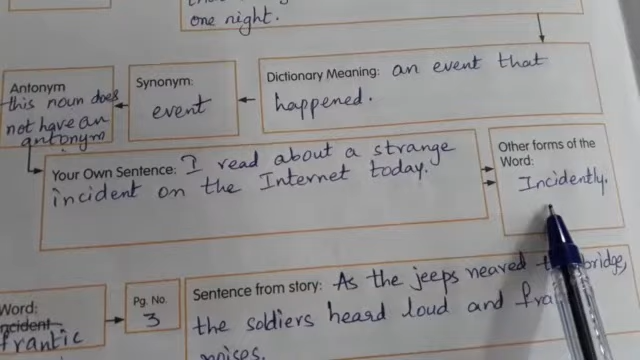 one night.
Dictionary Meaning: an event that
happened.
Synonym:
event
Antonym
this noun does
not have an
antonym
Your Own Sentence: I read about a strange
incident on the Internet today.
Other forms of the
Word:
Incidently.
Word:
incident
frantic
Pg. No.
3
Sentence from story: As the jeeps neared bridge,
the soldiers heard loud and
noises.